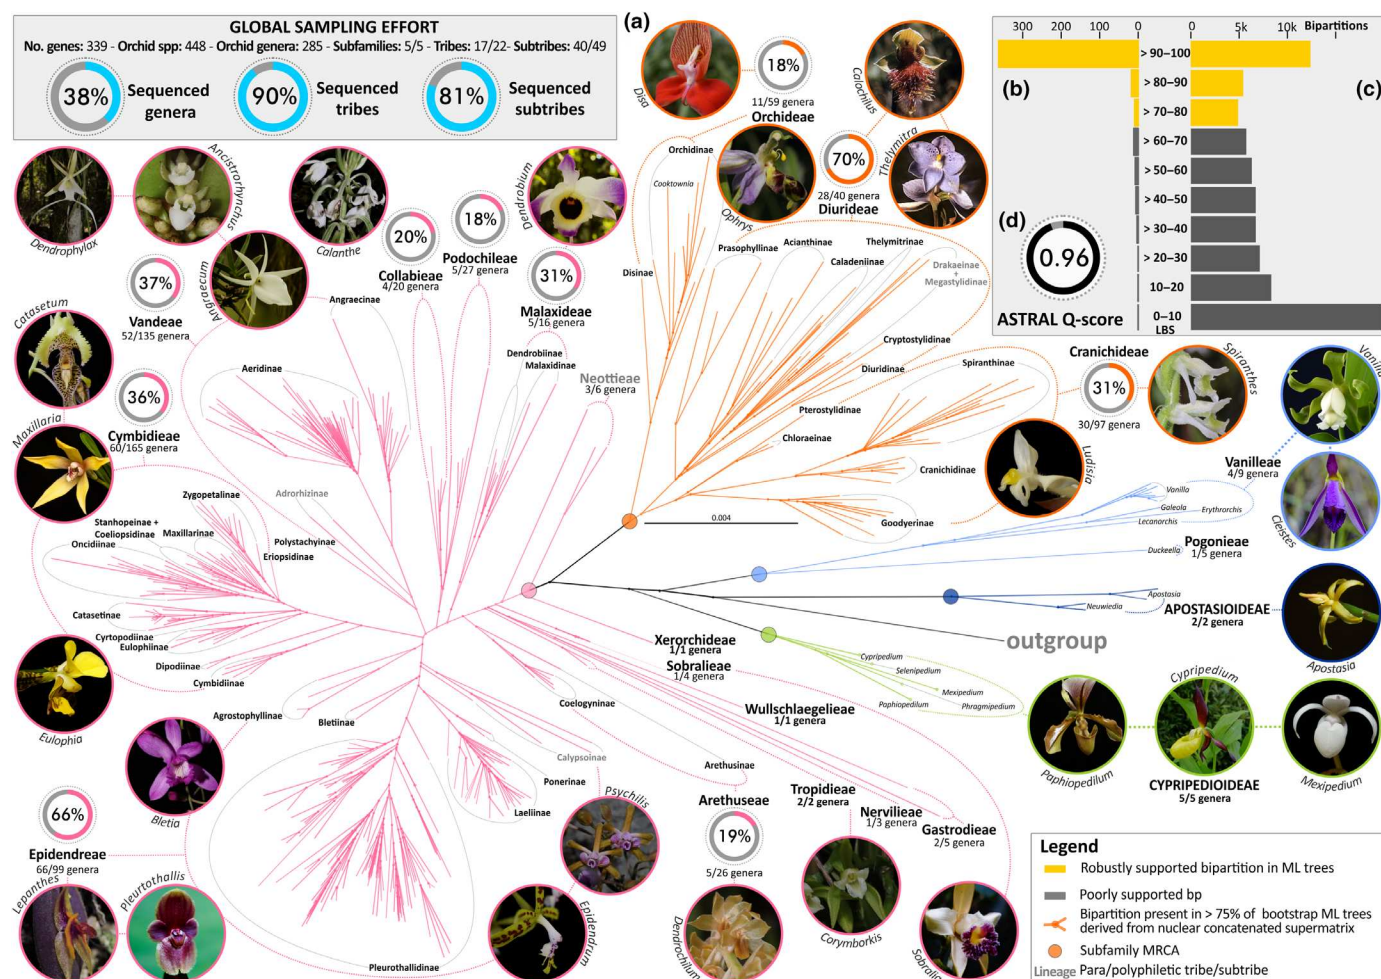 GLOBAL SAMPLING EFFORT
No. genes: 339 - Orchid spp: 448 - Orchid genera: 285 - Subfamilies: 5/5 - Tribes: 17/22- Subtribes: 40/49
38%
Sequenced
genera
90%
Sequenced
tribes
81%
Sequenced
subtribes
(a)
Disa
18%
11/59 genera
Orchideae
Calochilus
Thelymitra
Ophrys
70%
28/40 genera
Diurideae
300 200 100 0
0 5k 10k Bipartitions
> 90–100
> 80–90
> 70–80
> 60–70
> 50–60
> 40–50
> 30–40
> 20–30
10–20
0–10
LBS
(b)
(c)
(d)
0.96
ASTRAL Q-score
Dendrophylax
Ancistrorhynchus
Angraecum
Calanthe
Dendrobium
20%
Collabieae
4/20 genera
18%
Podochileae
5/27 genera
31%
Malaxideae
5/16 genera
Dendrobiinae
Malaxidinae
Neottieae
3/6 genera
37%
Vandeae
52/135 genera
Angraecinae
Aeridinae
Catasetum
36%
Cymbidieae
60/165 genera
Maxillaria
Zygopetalinae
Adrorhizinae
Stanhopeinae +
Coeliopsidinae
Maxillarinae
Oncidiinae
Polystachyinae
Eriopsidinae
Catasetinae
Cyrtopodiinae
Eulophiinae
Dipodiinae
Cymbidiinae
Eulophia
Orchidinae
Cooktownia
Disinae
Prasophyllinae
Acianthinae
Caladeniinae
Thelymitrinae
Drakaeinae
+
Megastylidinae
Cryptostylidinae
Diuridinae
Spiranthinae
Pterostylidinae
Chloraeinae
Cranichidinae
Goodyerinae
0.004
Cranichideae
31%
30/97 genera
Spiranthes
Ludisia
Vanilla
Vanilleae
4/9 genera
Vanilla
Galeola
Erythrorchis
Lecanorchis
Cleistes
Duckeella
Pogonieae
1/5 genera
Apostasia
Neuwiedia
APOSTASIOIDEAE
2/2 genera
Apostasia
outgroup
Cypripedium
Selenipedium
Mexipedium
Paphiopedilum
Phragmipedium
Paphiopedilum
Cypripedium
CYPRIPEDIOIDEAE
5/5 genera
Mexipedium
Xerorchideae
1/1 genera
Sobralieae
1/4 genera
Wullschlaegelieae
1/1 genera
Agrostophyllinae
Bletiinae
Coelogyninae
Calypsoinae
Arethusinae
Ponerinae
Laeliinae
Pleurothallidinae
Bletia
66%
Epidendreae
66/99 genera
Lepanthes
Pleurtothallis
Psychilis
Epidendrum
Arethuseae
19%
5/26 genera
Dendrochilum
Tropidieae
2/2 genera
Corymborkis
Nervilieae
1/3 genera
Gastrodieae
2/5 genera
Sobralia
Legend
Robustly supported bipartition in ML trees
Poorly supported bp
Bipartition present in > 75% of bootstrap ML trees
derived from nuclear concatenated supermatrix
Subfamily MRCA
Lineage Para/polyphyletic tribe/subtribe